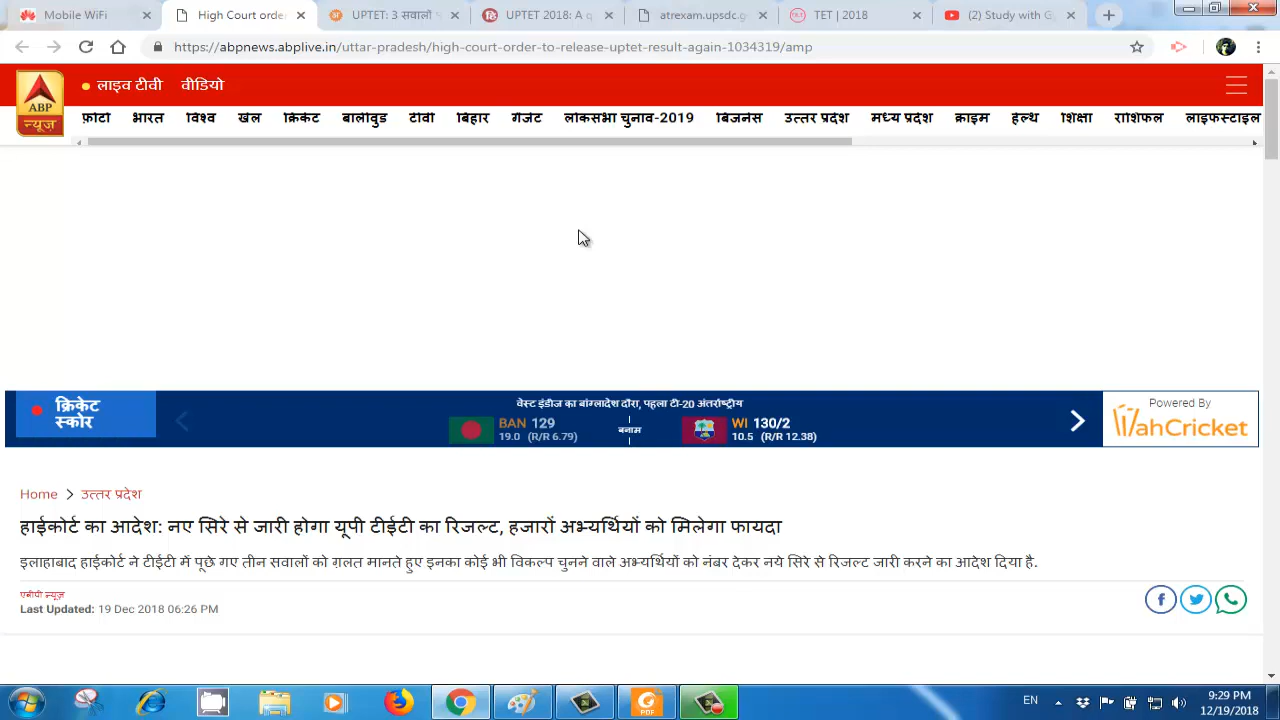 Mobile WiFi
High Court orde
UPTET: 3 सवालों
UPTET 2018: A q
atrexam.upsdc.g
TET | 2018
(2) Study with G
https://abpnews.abplive.in/uttar-pradesh/high-court-order-to-release-uptet-result-again-1034319/amp
ABP
न्यूज़
लाइव टीवी वीडियो
फ़ोटो भारत विश्व खेल क्रिकेट बॉलीवुड टीवी बिहार गैजेट लोकसभा चुनाव-2019 बिजनेस उत्तर प्रदेश मध्य प्रदेश क्राइम हेल्थ शिक्षा राशिफल लाइफस्टाइल
क्रिकेट
स्कोर
वेस्ट इंडीज का बांग्लादेश दौरा, पहला टी-20 अंतर्राष्ट्रीय
BAN 129
19.0 (R/R 6.79)
बनाम
WI 130/2
10.5 (R/R 12.38)
Powered By
WahCricket
Home > उत्तर प्रदेश
हाईकोर्ट का आदेश: नए सिरे से जारी होगा यूपी टीईटी का रिजल्ट, हजारों अभ्यर्थियों को मिलेगा फायदा
इलाहाबाद हाईकोर्ट ने टीईटी में पूछे गए तीन सवालों को ग़लत मानते हुए इनका कोई भी विकल्प चुनने वाले अभ्यर्थियों को नंबर देकर नये सिरे से रिजल्ट जारी करने का आदेश दिया है.
एबीपी न्यूज़
Last Updated: 19 Dec 2018 06:26 PM
PDF
EN
9:29 PM
12/19/2018